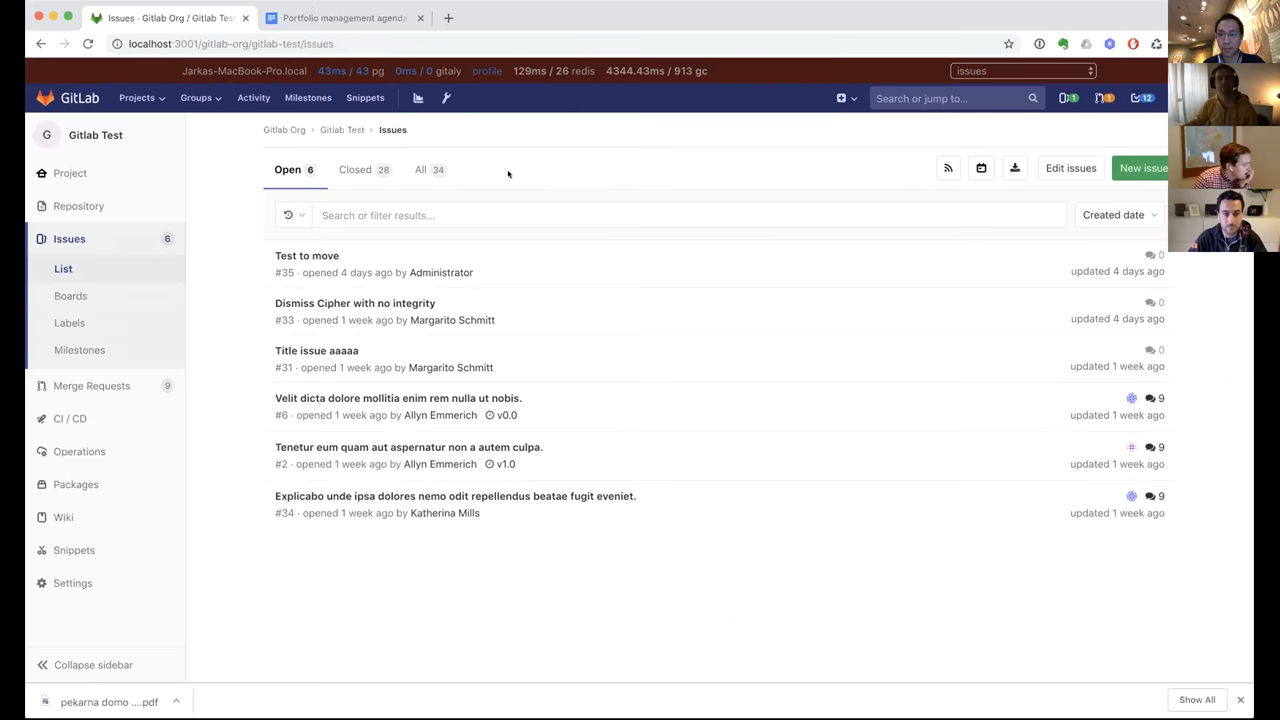 Issues · Gitlab Org / GitLab Test
Portfolio management agenda
localhost:3001/gitlab-org/gitlab-test/issues
Jarkas-MacBook-Pro.local 43ms / 43 pg 0ms / 0 gitaly profile 129ms / 26 redis 4344.43ms / 913 gc issues
GitLab Projects Groups Activity Milestones Snippets Search or jump to... 1 1 12
G Gitlab Test
Project
Repository
Issues 6
List
Boards
Labels
Milestones
Merge Requests 9
CI / CD
Operations
Packages
Wiki
Snippets
Settings
Collapse sidebar
Gitlab Org > Gitlab Test > Issues
Open 6 Closed 28 All 34 Edit issues New issue
Search or filter results... Created date
Test to move 0
#35 · opened 4 days ago by Administrator updated 4 days ago
Dismiss Cipher with no integrity 0
#33 · opened 1 week ago by Margarito Schmitt updated 4 days ago
Title issue aaaaa 0
#31 · opened 1 week ago by Margarito Schmitt updated 1 week ago
Velit dicta dolore mollitia enim rem nulla ut nobis. 9
#6 · opened 1 week ago by Allyn Emmerich v0.0 updated 1 week ago
Tenetur eum quam aut aspernatur non a autem culpa. 9
#2 · opened 1 week ago by Allyn Emmerich v1.0 updated 1 week ago
Explicabo unde ipsa dolores nemo odit repellendus beatae fugit eveniet. 9
#34 · opened 1 week ago by Katherina Mills updated 1 week ago
pekarna domo ....pdf Show All